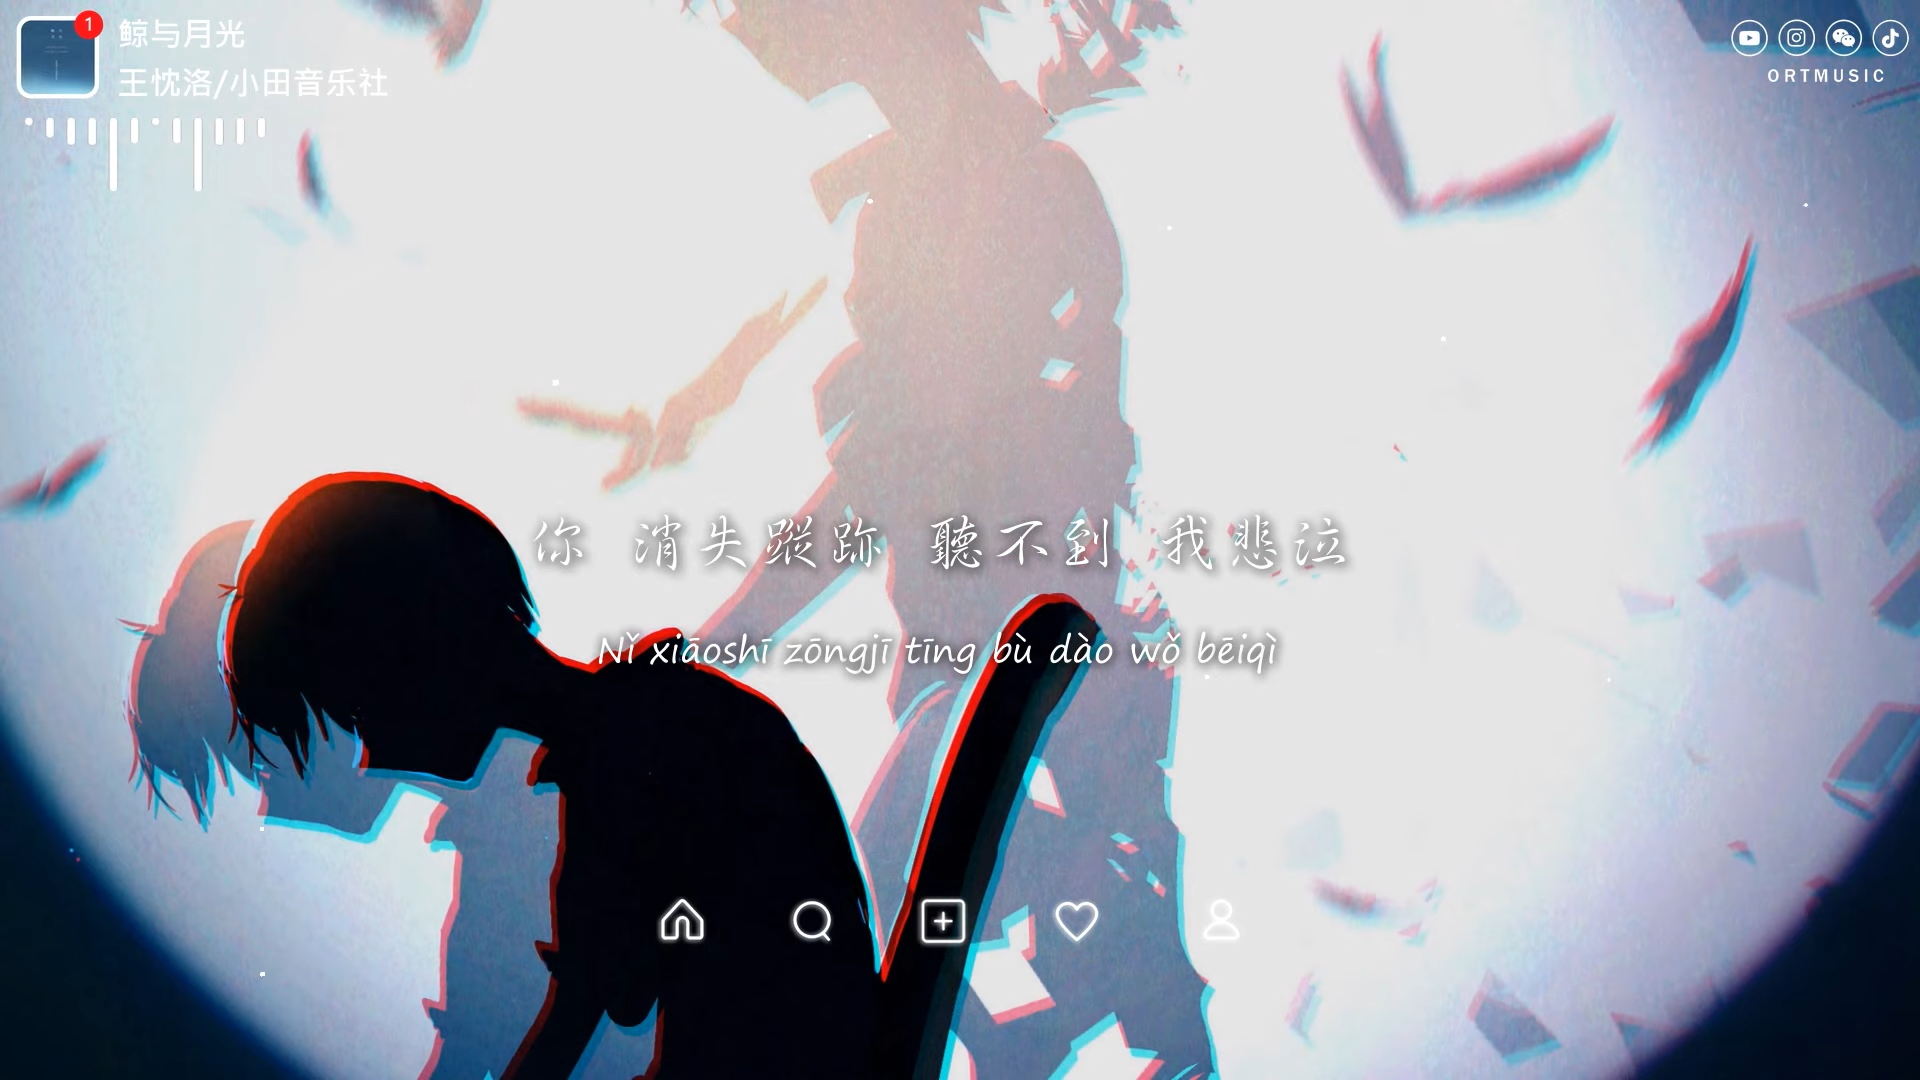 1
鲸与月光
王忱洛/小田音乐社
ORTMUSIC
你 消失蹤跡 聽不到 我悲泣
Nǐ xiāoshī zōngjī tīng bù dào wǒ bēiqì